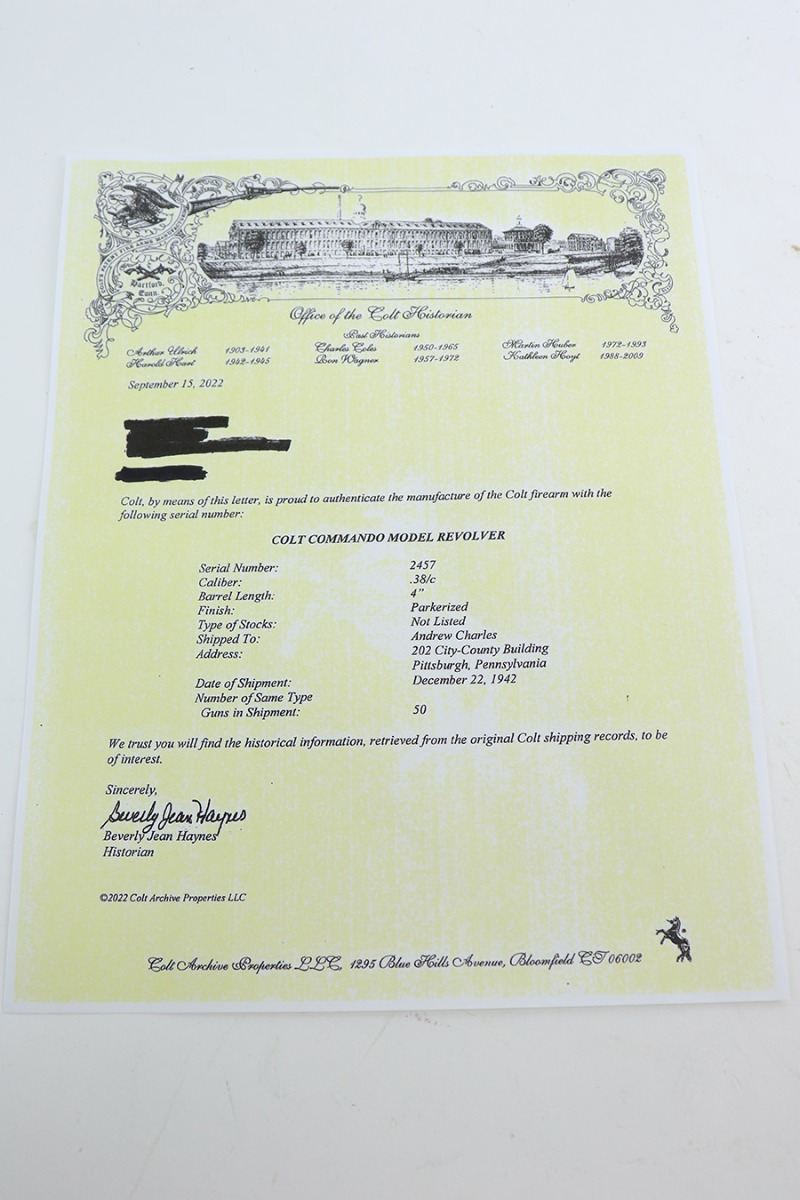 Hartford,
Conn.
Office of the Colt Historian
Past Historians
Arthur Ulrich 1903-1941 Charles Coles 1950-1965 Martin Huber 1972-1993
Harold Hart 1942-1945 Don Wagner 1957-1972 Kathleen Hoyt 1988-2009
September 15, 2022
Colt, by means of this letter, is proud to authenticate the manufacture of the Colt firearm with the
following serial number:
COLT COMMANDO MODEL REVOLVER
Serial Number: 2457
Caliber: .38/c
Barrel Length: 4”
Finish: Parkerized
Type of Stocks: Not Listed
Shipped To: Andrew Charles
Address: 202 City-County Building
Pittsburgh, Pennsylvania
Date of Shipment: December 22, 1942
Number of Same Type
Guns in Shipment: 50
We trust you will find the historical information, retrieved from the original Colt shipping records, to be
of interest.
Sincerely,
Beverly Jean Haynes
Beverly Jean Haynes
Historian
©2022 Colt Archive Properties LLC
Colt Archive Properties LLC, 1295 Blue Hills Avenue, Bloomfield CT 06002